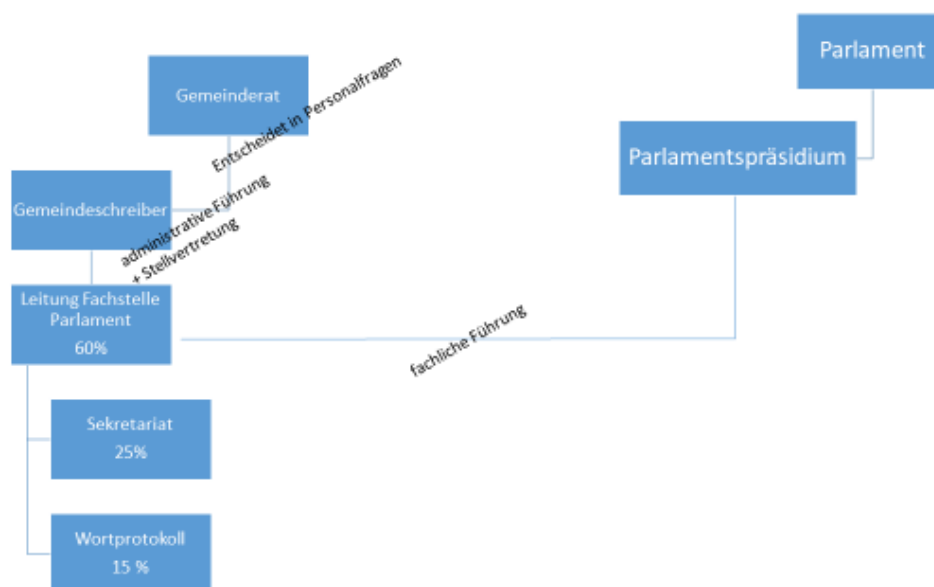 Parlament
Gemeinderat
Entscheidet in Personalfragen
Parlamentspräsidium
Gemeindeschreiber
administrative Führung
+ Stellvertretung
Leitung Fachstelle
Parlament
60%
fachliche Führung
Sekretariat
25%
Wortprotokoll
15 %